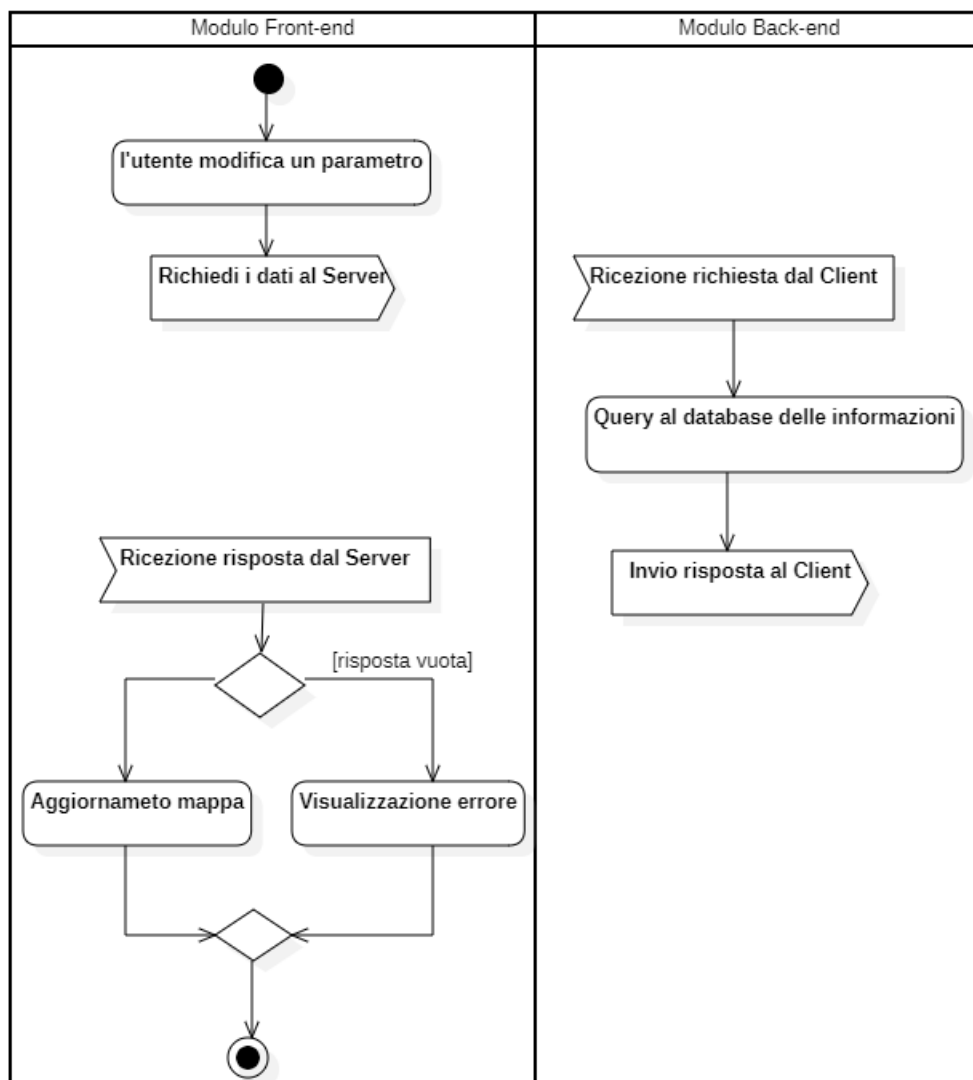 Modulo Front-end
Modulo Back-end
l'utente modifica un parametro
Richiedi i dati al Server
Ricezione richiesta dal Client
Query al database delle informazioni
Ricezione risposta dal Server
Invio risposta al Client
[risposta vuota]
Aggiornameto mappa
Visualizzazione errore